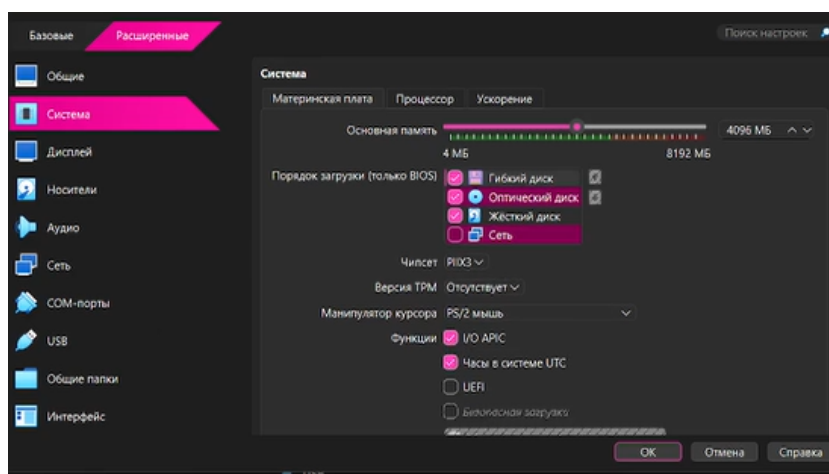 Базовые Расширенные Поиск настроек
Общие
Система
Дисплей
Носители
Аудио
Сеть
COM-порты
USB
Общие папки
Интерфейс
Система
Материнская плата Процессор Ускорение
Основная память 4096 МБ
4 МБ 8192 МБ
Порядок загрузки (только BIOS) Гибкий диск
Оптический диск
Жёсткий диск
Сеть
Чипсет PIIX3
Версия TPM Отсутствует
Манипулятор курсора PS/2 мышь
Функции I/O APIC
Часы в системе UTC
UEFI
Безопасная загрузка
OK Отмена Справка